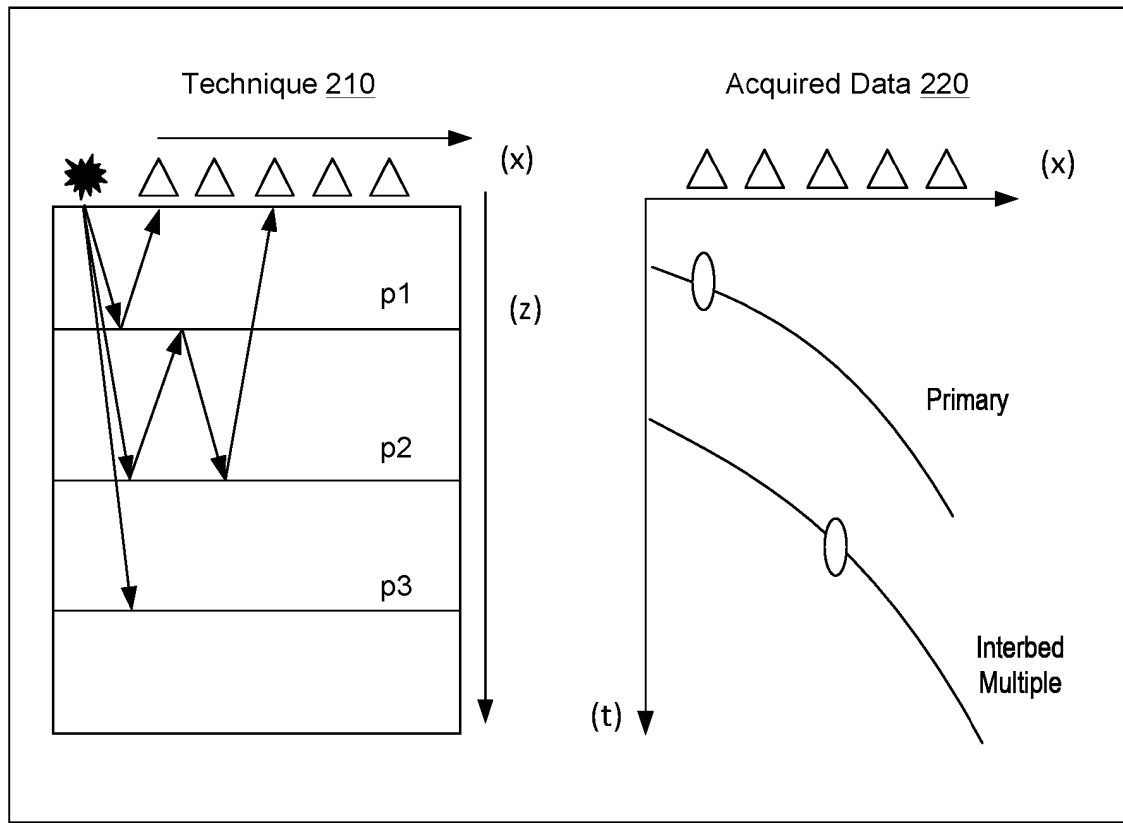 Technique 210
(x)
p1
(z)
p2
p3
Acquired Data 220
(x)
Primary
Interbed
Multiple
(t)